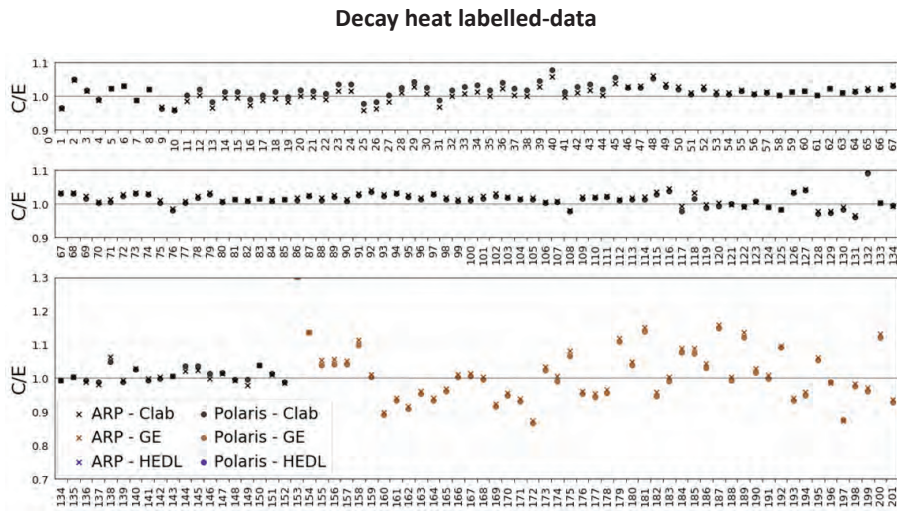 Decay heat labelled-data
1.1
C/E
1.0
0.9
0 1 2 3 4 5 6 7 8 9 10 11 12 13 14 15 16 17 18 19 20 21 22 23 24 25 26 27 28 29 30 31 32 33 34 35 36 37 38 39 40 41 42 43 44 45 46 47 48 49 50 51 52 53 54 55 56 57 58 59 60 61 62 63 64 65 66 67
1.1
1.0
0.9
67 68 69 70 71 72 73 74 75 76 77 78 79 80 81 82 83 84 85 86 87 88 89 90 91 92 93 94 95 96 97 98 99 100 101 102 103 104 105 106 107 108 109 110 111 112 113 114 115 116 117 118 119 120 121 122 123 124 125 126 127 128 129 130 131 132 133 134
1.3
1.2
1.1
C/E
1.0
0.9
0.8
0.7
ARP - Clab
Polaris - Clab
ARP - GE
Polaris - GE
ARP - HEDL
Polaris - HEDL
134 135 136 137 138 139 140 141 142 143 144 145 146 147 148 149 150 151 152 153 154 155 156 157 158 159 160 161 162 163 164 165 166 167 168 169 170 171 172 173 174 175 176 177 178 179 180 181 182 183 184 185 186 187 188 189 190 191 192 193 194 195 196 197 198 199 200 201